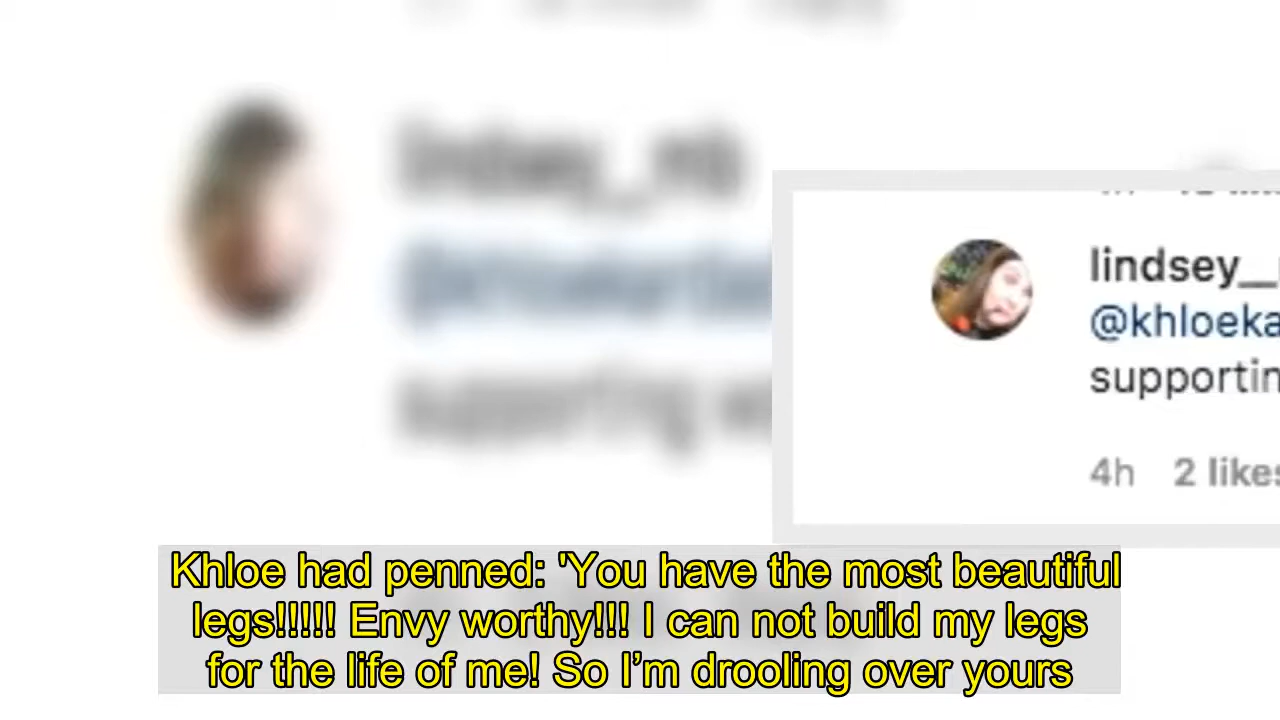 lindsey__
@khloeka
supportin
4h 2 likes
Khloe had penned: 'You have the most beautiful
legs!!!!! Envy worthy!!! I can not build my legs
for the life of me! So I’m drooling over yours